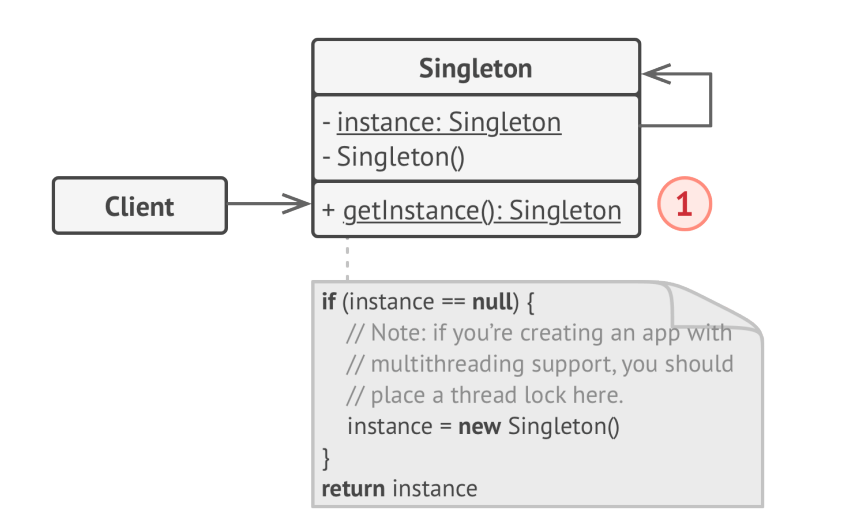 Singleton
- instance: Singleton
- Singleton()
Client
+ getInstance(): Singleton
1
if (instance == null) {
// Note: if you’re creating an app with
// multithreading support, you should
// place a thread lock here.
instance = new Singleton()
}
return instance